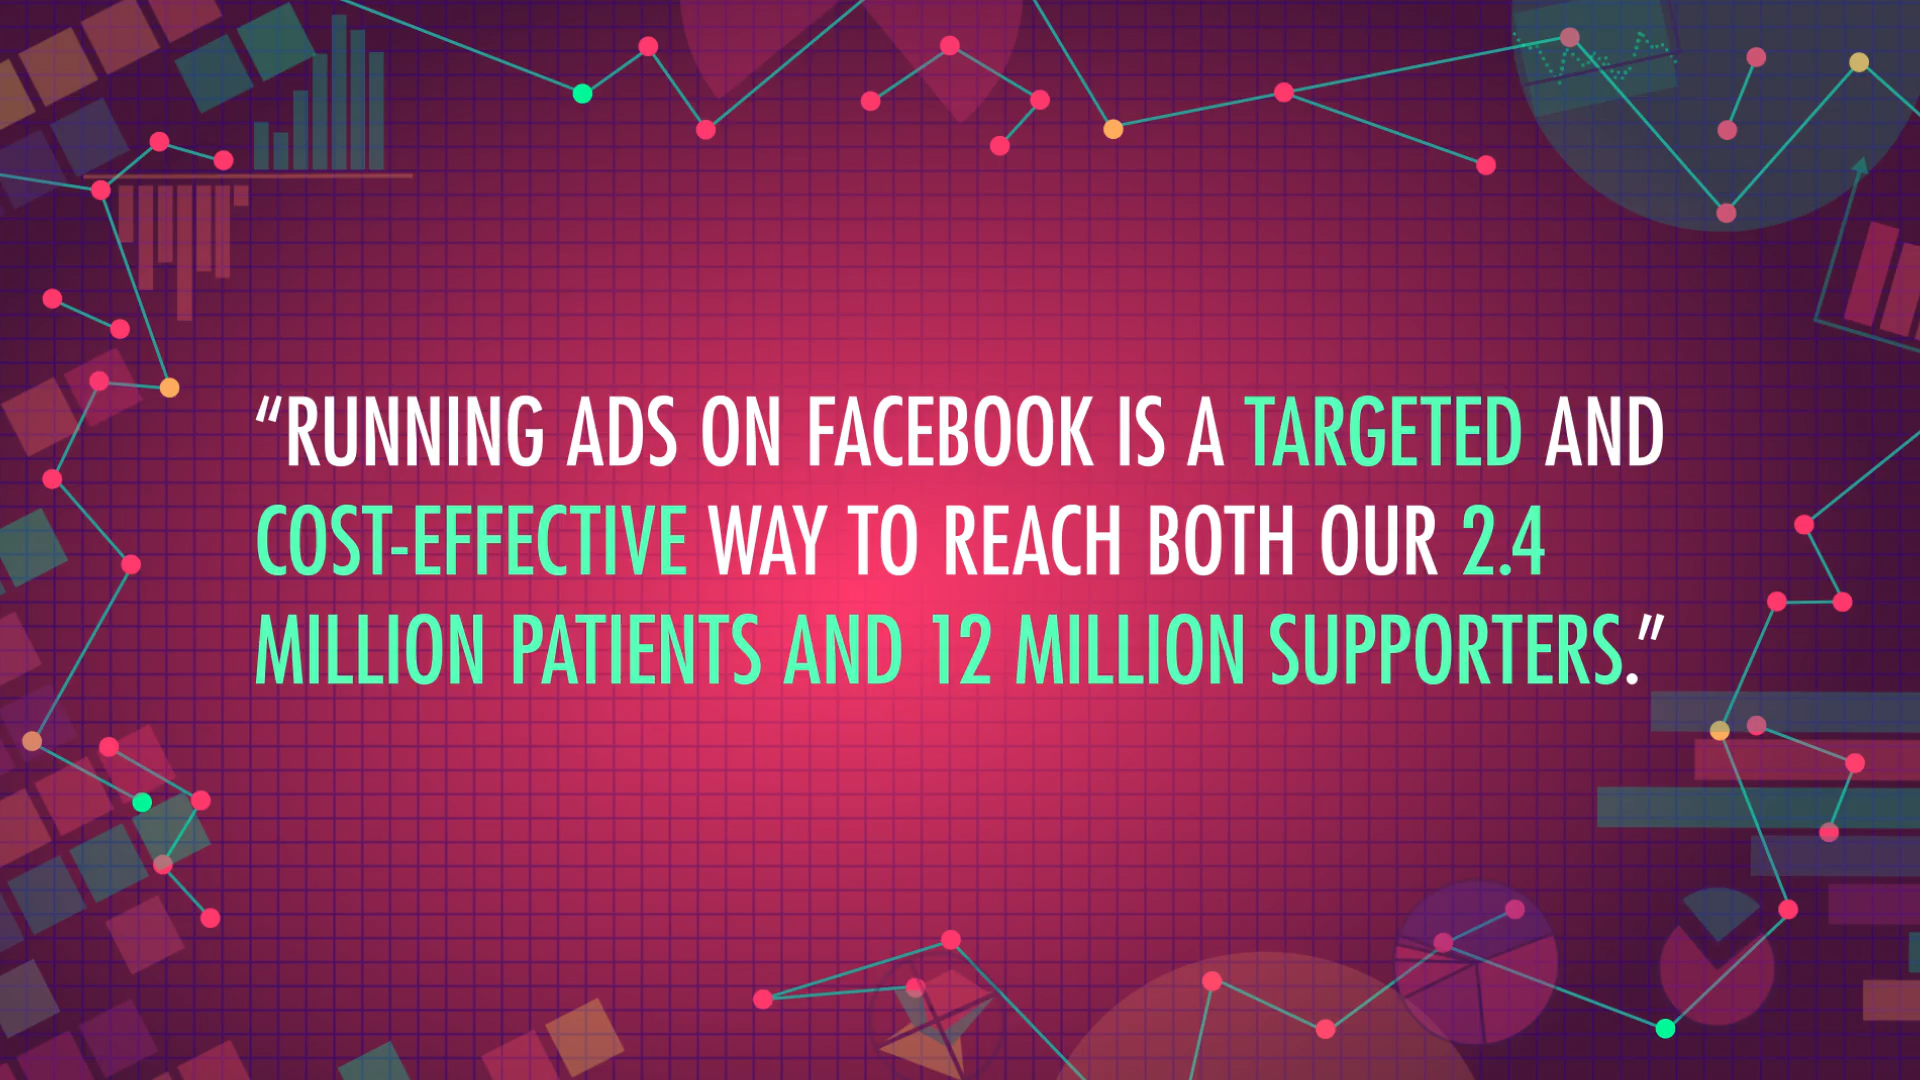 “RUNNING ADS ON FACEBOOK IS A TARGETED AND
COST-EFFECTIVE WAY TO REACH BOTH OUR 2.4
MILLION PATIENTS AND 12 MILLION SUPPORTERS.”